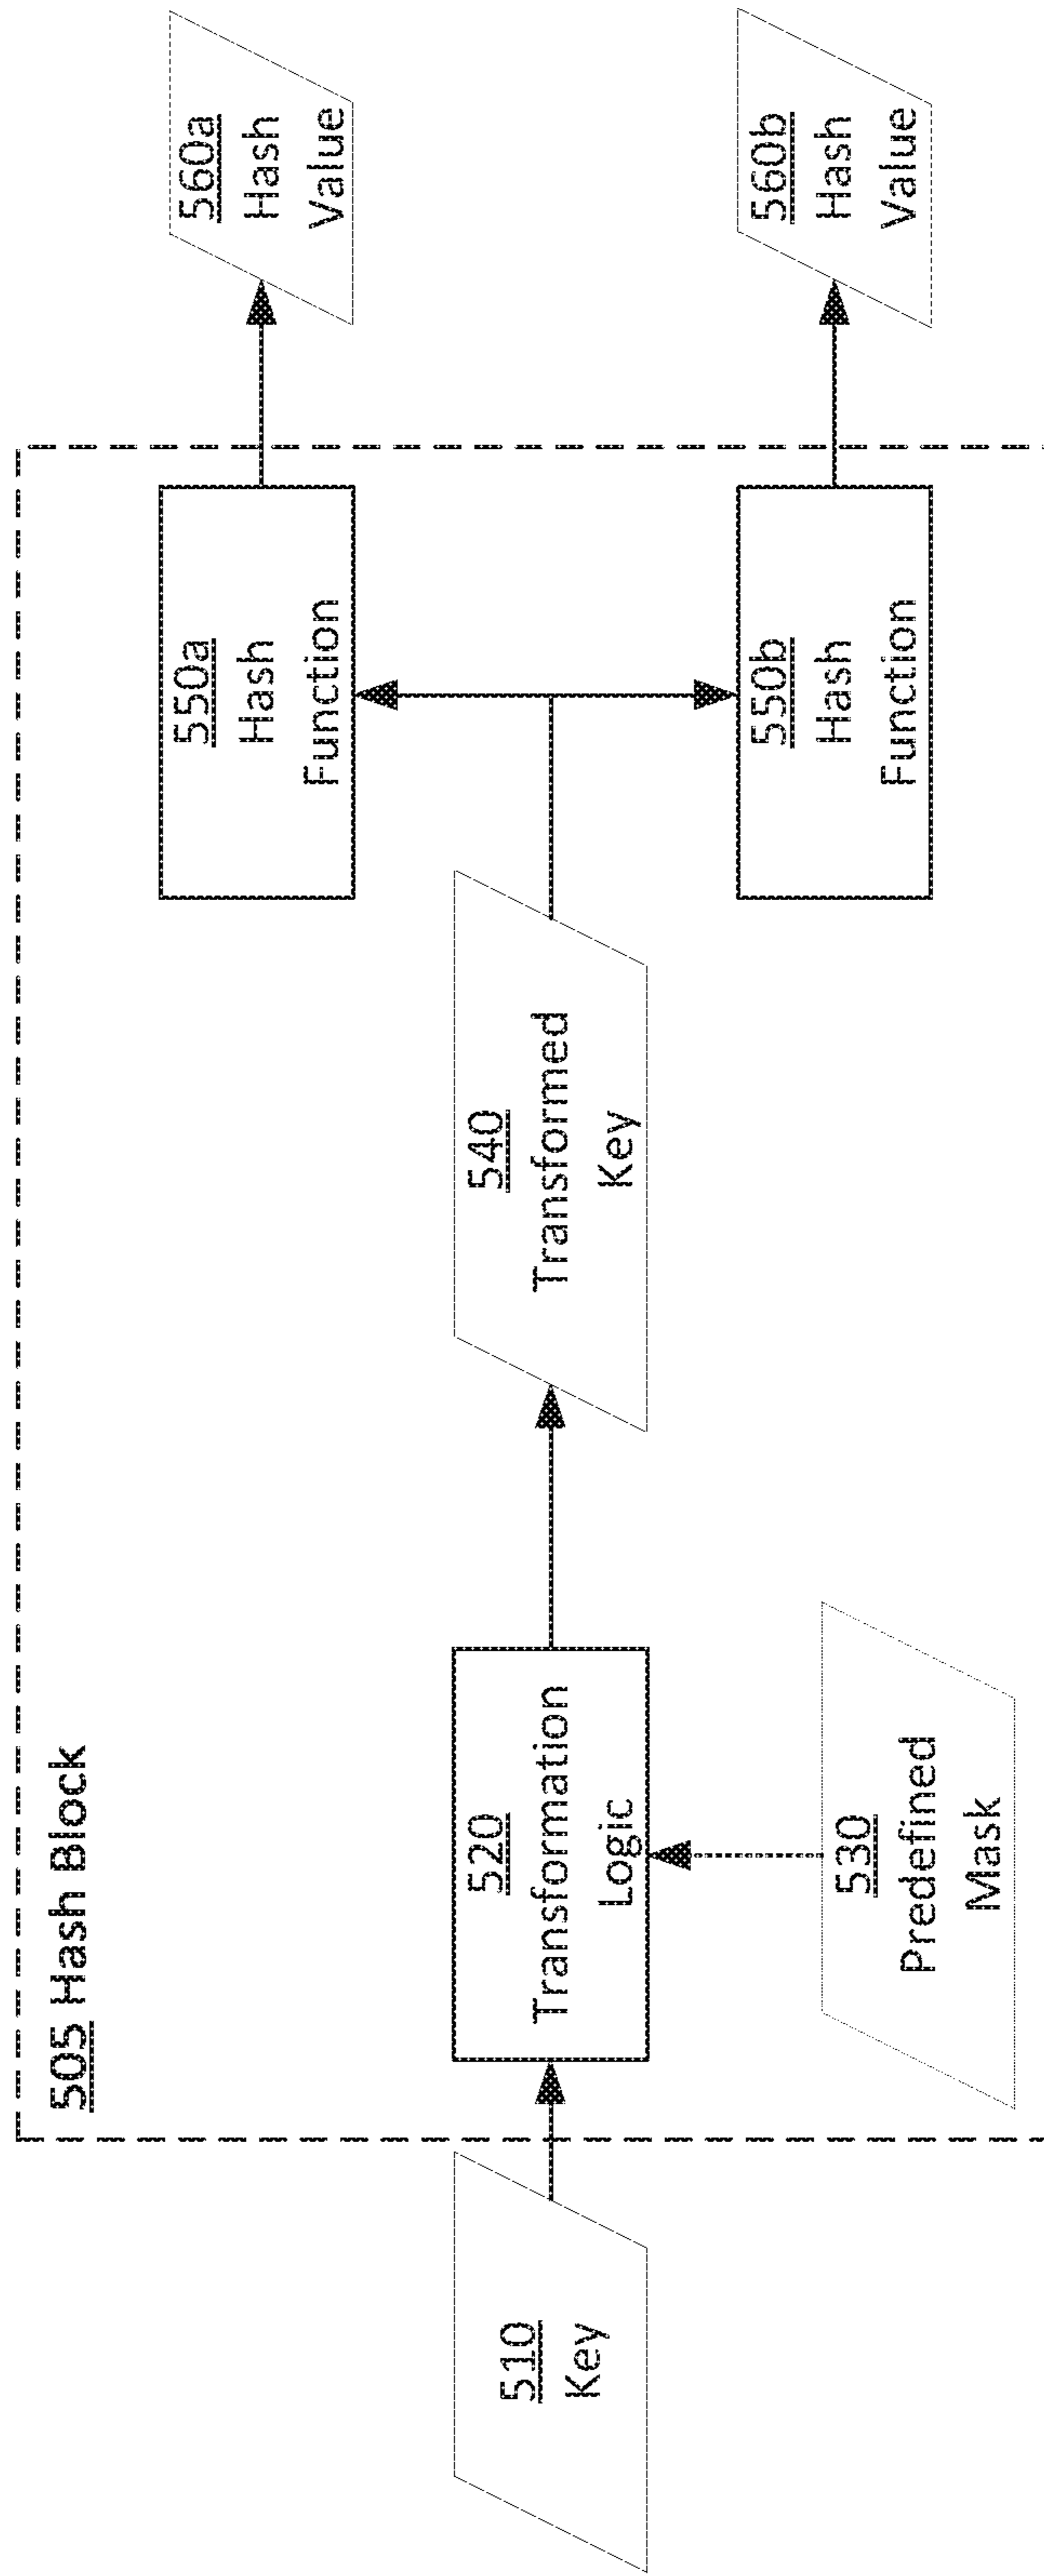 505 Hash Block
510
Key
520
Transformation
Logic
530
Predefined
Mask
540
Transformed
Key
550a
Hash
Function
550b
Hash
Function
560a
Hash
Value
560b
Hash
Value